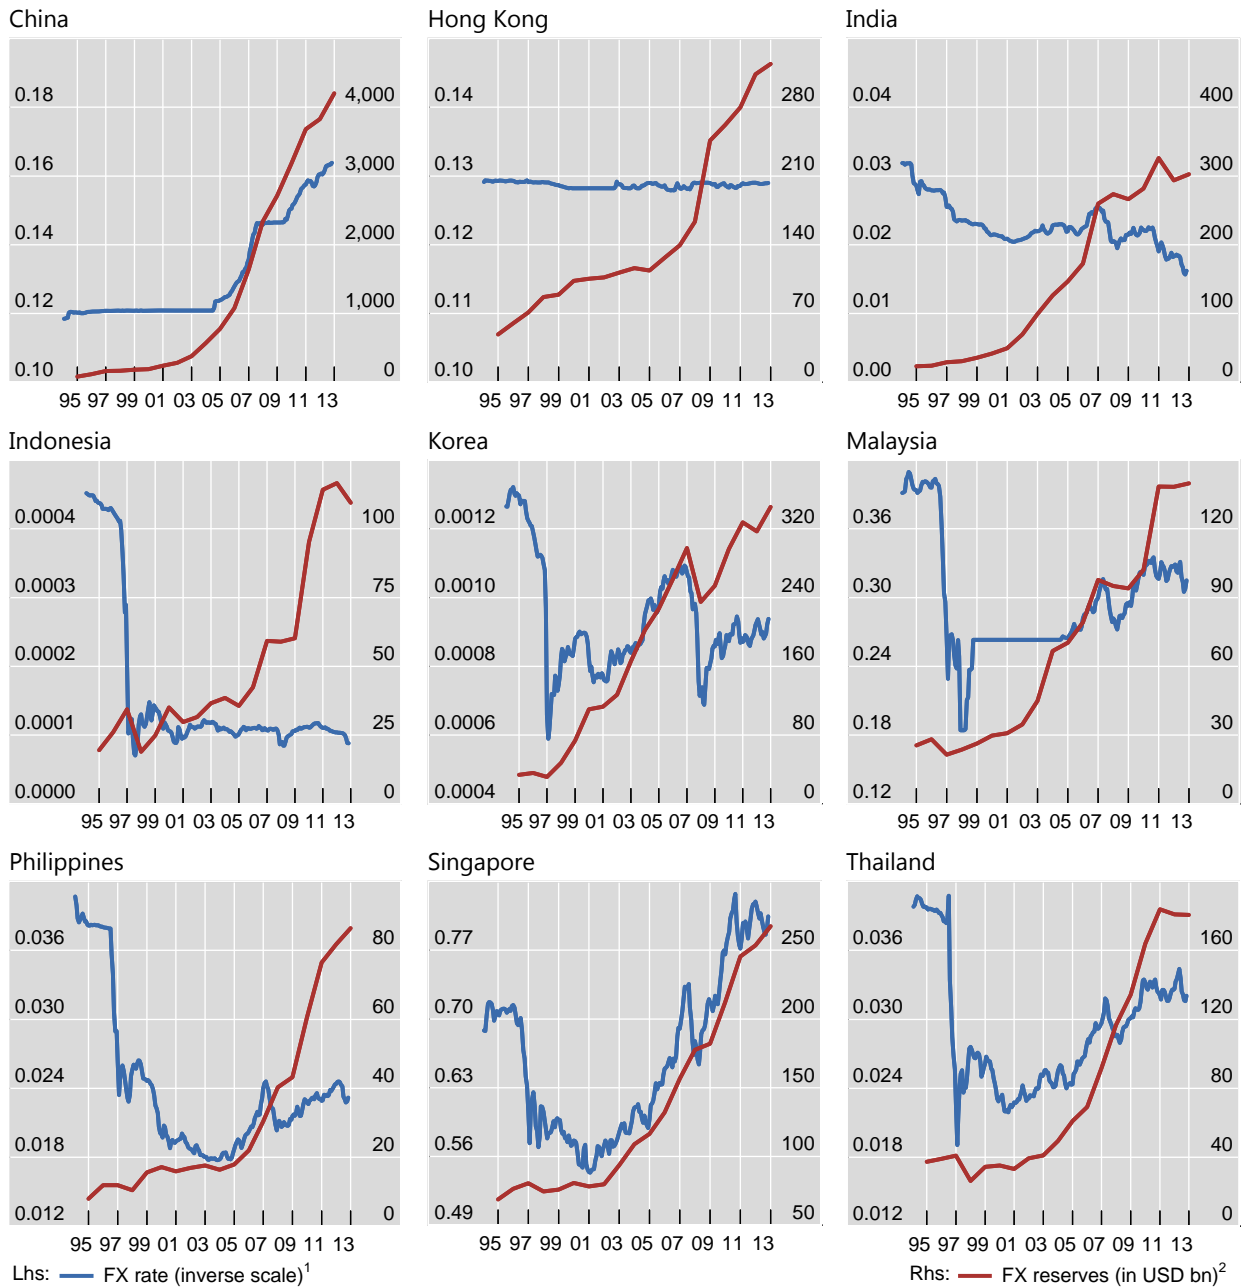 China
0.18 4,000
0.16 3,000
0.14 2,000
0.12 1,000
0.10 0
95 97 99 01 03 05 07 09 11 13
Hong Kong
0.14 280
0.13 210
0.12 140
0.11 70
0.10 0
95 97 99 01 03 05 07 09 11 13
India
0.04 400
0.03 300
0.02 200
0.01 100
0.00 0
95 97 99 01 03 05 07 09 11 13
Indonesia
0.0004 100
0.0003 75
0.0002 50
0.0001 25
0.0000 0
95 97 99 01 03 05 07 09 11 13
Korea
0.0012 320
0.0010 240
0.0008 160
0.0006 80
0.0004 0
95 97 99 01 03 05 07 09 11 13
Malaysia
0.36 120
0.30 90
0.24 60
0.18 30
0.12 0
95 97 99 01 03 05 07 09 11 13
Philippines
0.036 80
0.030 60
0.024 40
0.018 20
0.012 0
95 97 99 01 03 05 07 09 11 13
Singapore
0.77 250
0.70 200
0.63 150
0.56 100
0.49 50
95 97 99 01 03 05 07 09 11 13
Thailand
0.036 160
0.030 120
0.024 80
0.018 40
0.012 0
95 97 99 01 03 05 07 09 11 13
Lhs: FX rate (inverse scale)¹
Rhs: FX reserves (in USD bn)²